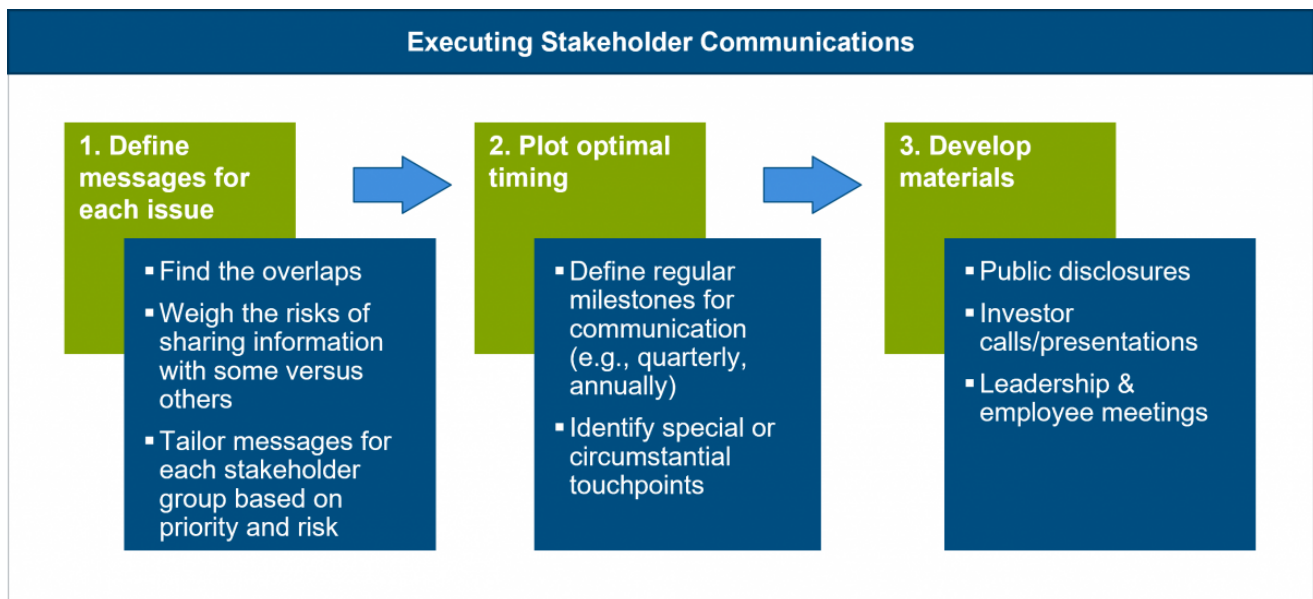 Executing Stakeholder Communications
1. Define
messages for
each issue
▪ Find the overlaps
▪ Weigh the risks of
sharing information
with some versus
others
▪ Tailor messages for
each stakeholder
group based on
priority and risk
2. Plot optimal
timing
▪ Define regular
milestones for
communication
(e.g., quarterly,
annually)
▪ Identify special or
circumstantial
touchpoints
3. Develop
materials
▪ Public disclosures
▪ Investor
calls/presentations
▪ Leadership &
employee meetings